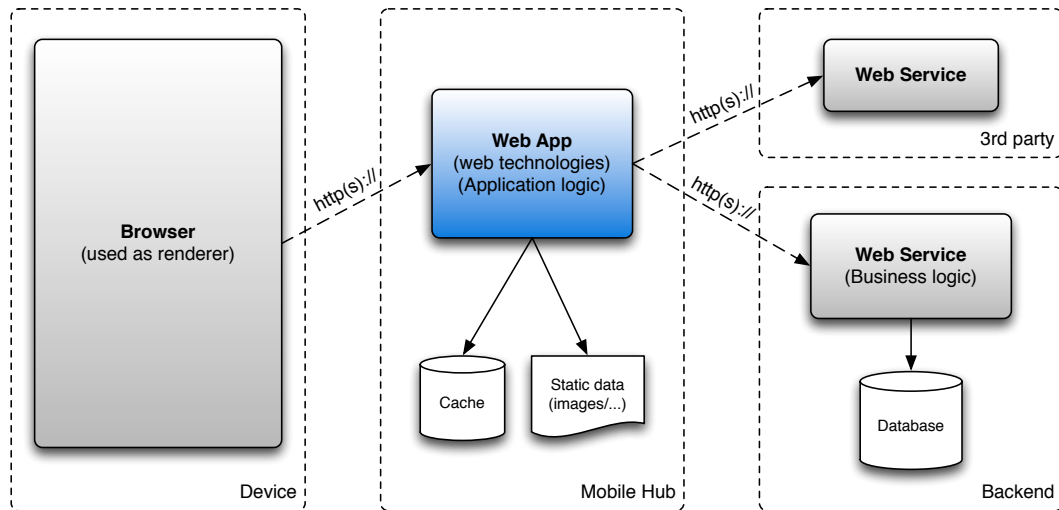 Browser
(used as renderer)
Device
http(s)://
Web App
(web technologies)
(Application logic)
Cache
Static data
(images/...)
Mobile Hub
http(s)://
Web Service
3rd party
http(s)://
Web Service
(Business logic)
Database
Backend